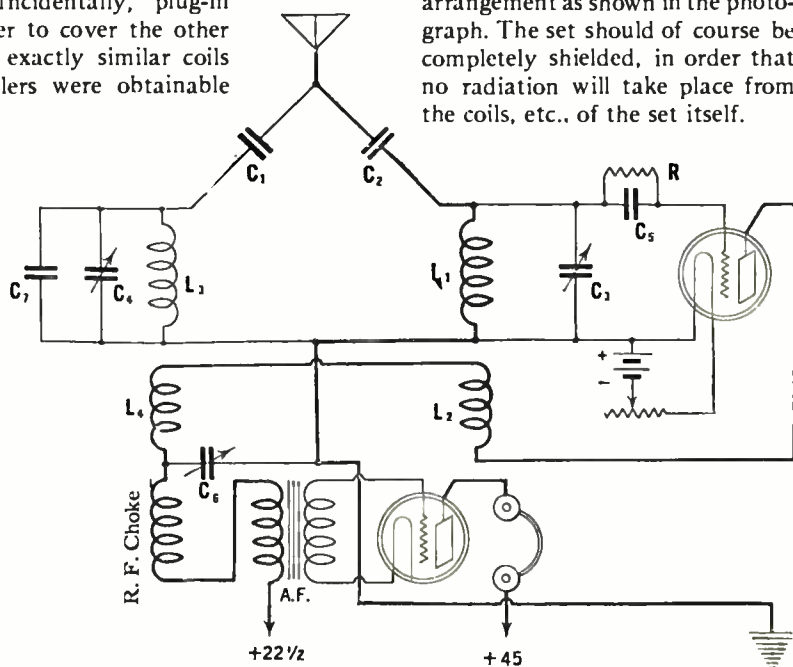 incidentally, plug-in
er to cover the other
exactly similar coils
lers were obtainable
arrangement as shown in the photo-
graph. The set should of course be
completely shielded, in order that
no radiation will take place from
the coils, etc., of the set itself.
C₁
C₂
R
C₅
C₇
C₄
L₃
L₁
C₃
+
-
L₄
L₂
C₆
R. F. Choke
A.F.
+22½
+45